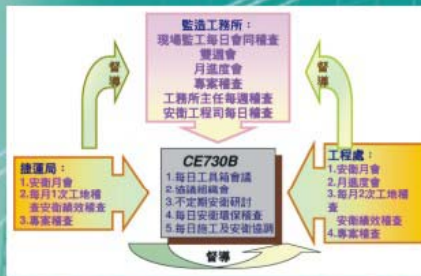 監造工務所：
現場監工每日會同稽查
雙週會
月進度會
專案稽查
工務所主任每週稽查
安衛工程司每日稽查
督導
督導
捷運局：
1.安衛月會
2.每月1次工地稽
查安衛績效稽查
3.專案稽查
CE730B
1.每日工具箱會議
2.協議組織會
3.不定期安衛研討
4.每日安衛環保稽查
5.每日施工及安衛協調
工程處：
1.安衛月會
2.月進度會
3.每月2次工地稽
查
安衛績效稽查
4.專案稽查
督導